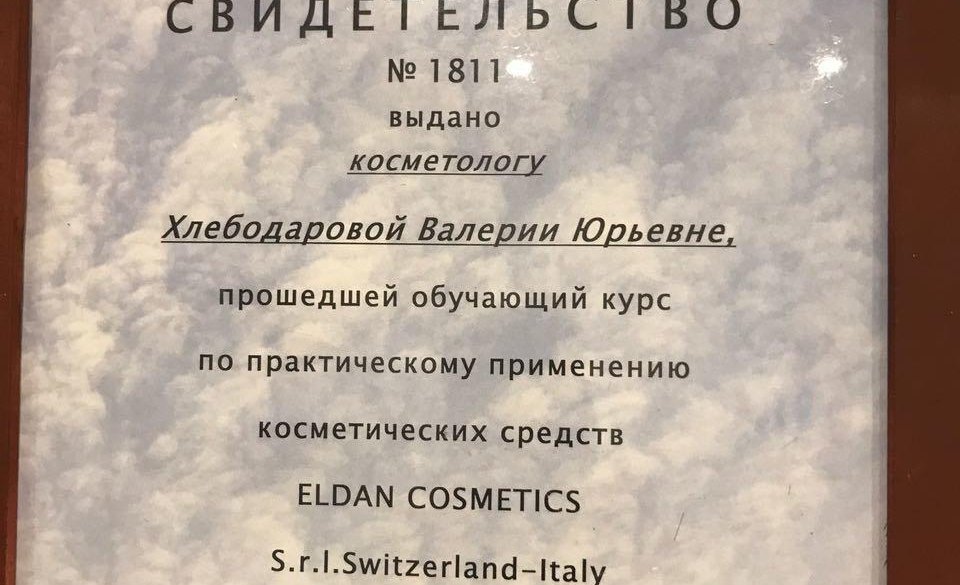 СВИДЕТЕЛЬСТВО
№ 1811
выдано
косметологу
Хлебодаровой Валерии Юрьевне,
прошедшей обучающий курс
по практическому применению
косметических средств
ELDAN COSMETICS
S.r.l.Switzerland–Italy